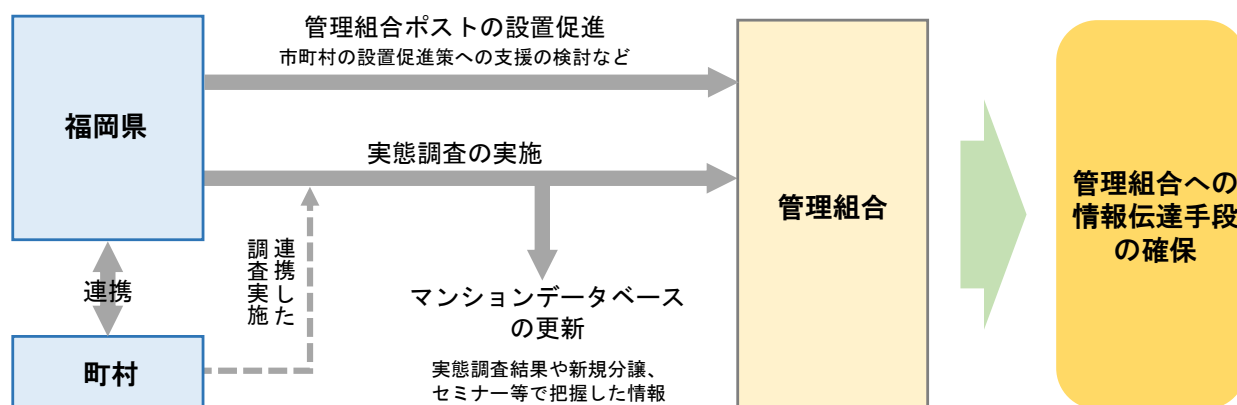 管理組合ポストの設置促進
市町村の設置促進策への支援の検討など
福岡県
実態調査の実施
管理組合
管理組合への
情報伝達手段
の確保
連携
連携した
調査実施
マンションデータベース
の更新
町村
実態調査結果や新規分譲、
セミナー等で把握した情報